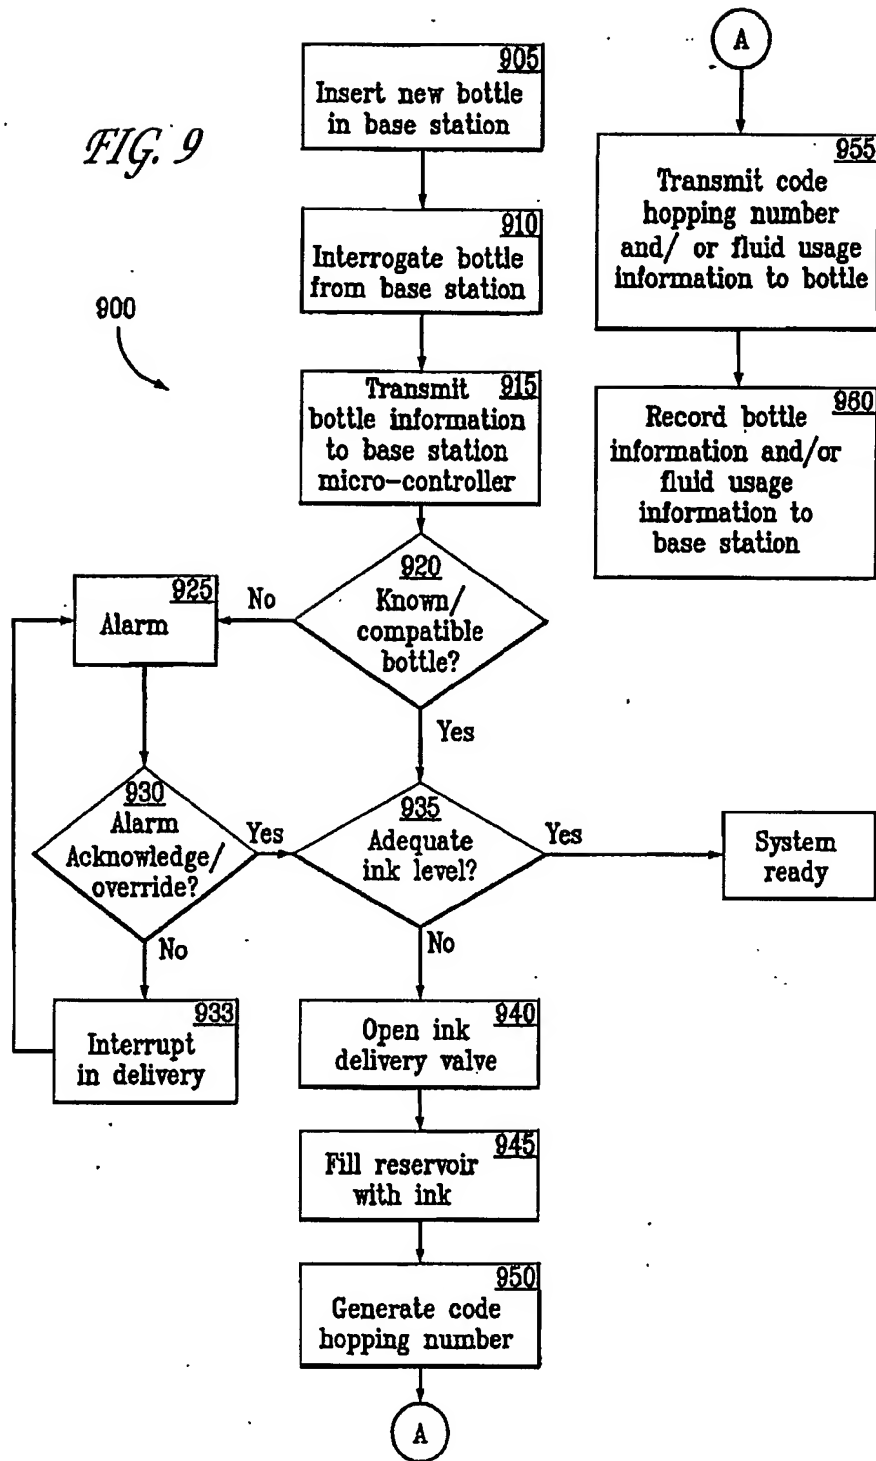 FIG. 9
900
905
Insert new bottle
in base station
910
Interrogate bottle
from base station
915
Transmit
bottle information
to base station
micro-controller
920
Known/
compatible
bottle?
No
Yes
925
Alarm
930
Alarm
Acknowledge/
override?
Yes
No
933
Interrupt
in delivery
935
Adequate
ink level?
Yes
No
System
ready
940
Open ink
delivery valve
945
Fill reservoir
with ink
950
Generate code
hopping number
A
A
955
Transmit code
hopping number
and/ or fluid usage
information to bottle
960
Record bottle
information and/or
fluid usage
information to
base station